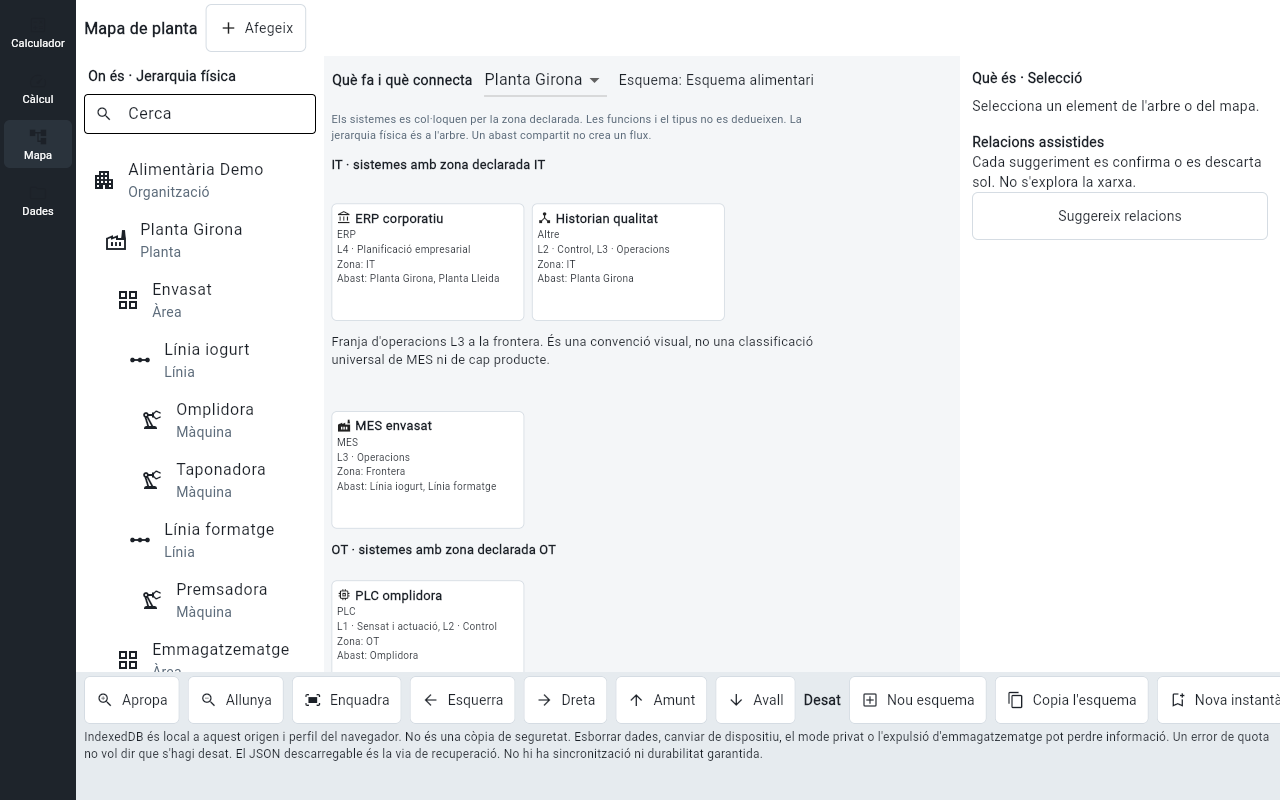 Calculador
Càlcul
Mapa
Dades
Mapa de planta
Afegeix
On és · Jerarquia física
Cerca
Alimentària Demo
Organització
Planta Girona
Planta
Envasat
Àrea
Línia iogurt
Línia
Omplidora
Màquina
Taponadora
Màquina
Línia formatge
Línia
Premsadora
Màquina
Emmagatzematge
Àrea
Què fa i què connecta
Planta Girona
Esquema: Esquema alimentari
Els sistemes es col·loquen per la zona declarada. Les funcions i el tipus no es dedueixen. La
jerarquia física és a l'arbre. Un abast compartit no crea un flux.
IT · sistemes amb zona declarada IT
ERP corporatiu
ERP
L4 · Planificació empresarial
Zona: IT
Abast: Planta Girona, Planta Lleida
Historian qualitat
Altre
L2 · Control, L3 · Operacions
Zona: IT
Abast: Planta Girona
Franja d'operacions L3 a la frontera. És una convenció visual, no una classificació
universal de MES ni de cap producte.
MES envasat
MES
L3 · Operacions
Zona: Frontera
Abast: Línia iogurt, Línia formatge
OT · sistemes amb zona declarada OT
PLC omplidora
PLC
L1 · Sensat i actuació, L2 · Control
Zona: OT
Abast: Omplidora
Què és · Selecció
Selecciona un element de l'arbre o del mapa.
Relacions assistides
Cada suggeriment es confirma o es descarta
sol. No s'explora la xarxa.
Suggereix relacions
Apropa
Allunya
Enquadra
Esquerra
Dreta
Amunt
Avall
Desat
Nou esquema
Copia l'esquema
Nova instantà
IndexedDB és local a aquest origen i perfil del navegador. No és una còpia de seguretat. Esborrar dades, canviar de dispositiu, el mode privat o l'expulsió d'emmagatzematge pot perdre informació. Un error de quota
no vol dir que s'hagi desat. El JSON descarregable és la via de recuperació. No hi ha sincronització ni durabilitat garantida.